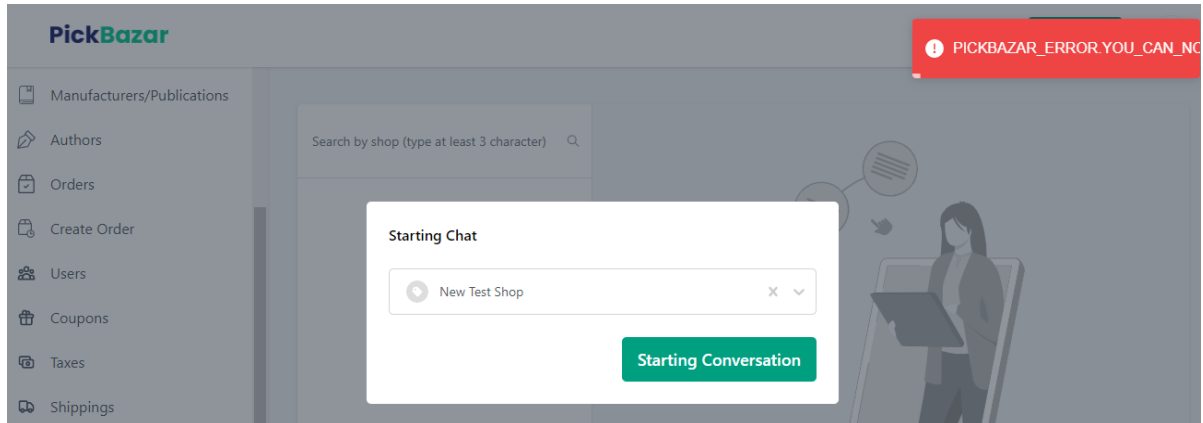 PickBazar
PICKBAZAR_ERROR.YOU_CAN_NO
Manufacturers/Publications
Authors
Orders
Create Order
Users
Coupons
Taxes
Shippings
Search by shop (type at least 3 character)
Starting Chat
New Test Shop
Starting Conversation